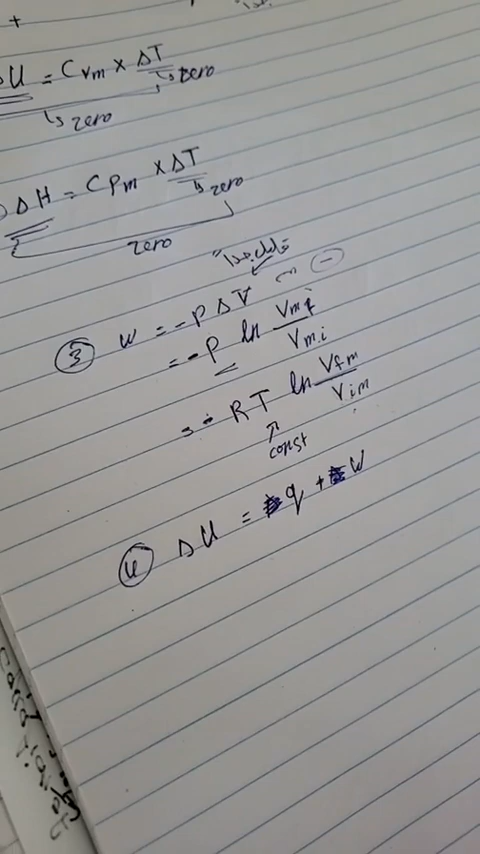 +
ΔU = Cvm × ΔT
↳ zero
↳ zero
ΔH = CPm × ΔT
↳ zero
zero
③ W = -PΔV
⊖
= -P ln Vmf / Vmi
= - RT ln Vfm / Vim
↗ const
④ ΔU = q + W